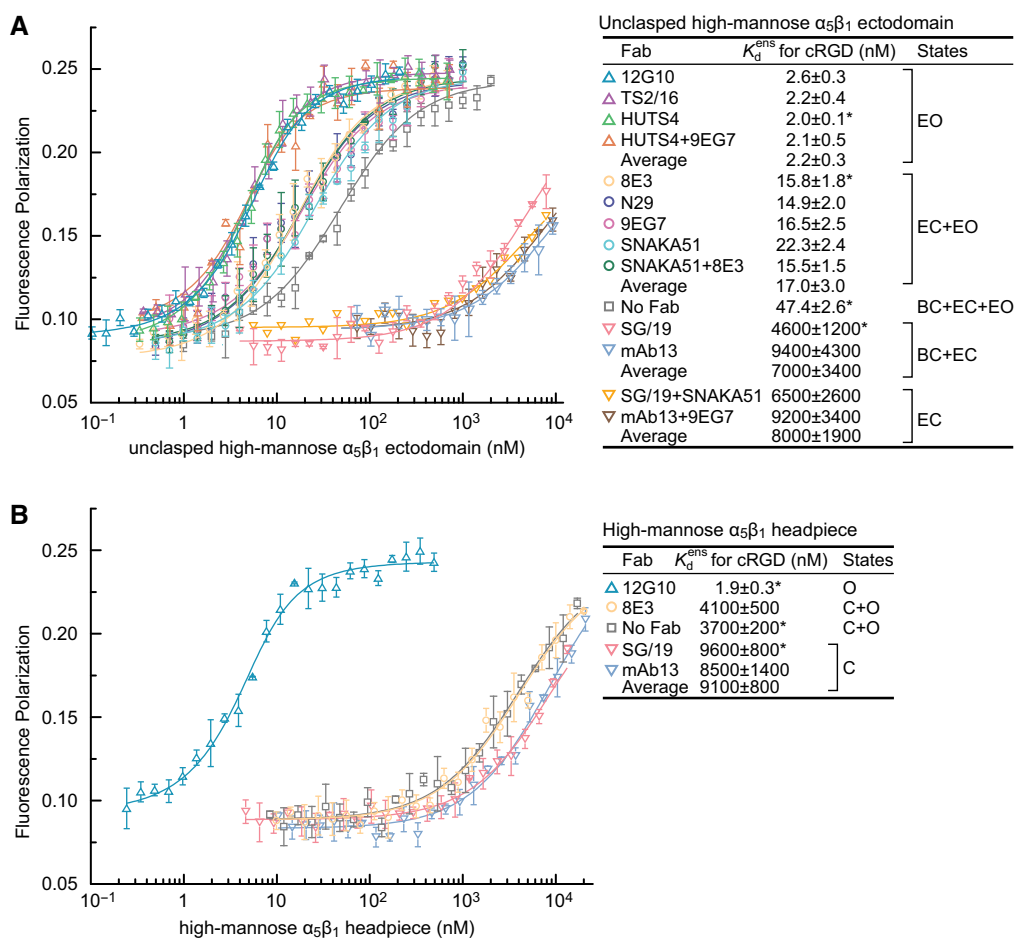 A
Fluorescence Polarization
0.25
0.20
0.15
0.10
0.05
10⁻¹ 1 10 10² 10³ 10⁴
unclasped high-mannose α₅β₁ ectodomain (nM)
Unclasped high-mannose α₅β₁ ectodomain
Fab K_d^ens for cRGD (nM) States
12G10 2.6±0.3
TS2/16 2.2±0.4
HUTS4 2.0±0.1*
HUTS4+9EG7 2.1±0.5
Average 2.2±0.3
EO
8E3 15.8±1.8*
N29 14.9±2.0
9EG7 16.5±2.5
SNAKA51 22.3±2.4
SNAKA51+8E3 15.5±1.5
Average 17.0±3.0
EC+EO
No Fab 47.4±2.6* BC+EC+EO
SG/19 4600±1200*
mAb13 9400±4300
Average 7000±3400
BC+EC
SG/19+SNAKA51 6500±2600
mAb13+9EG7 9200±3400
Average 8000±1900
EC
B
Fluorescence Polarization
0.25
0.20
0.15
0.10
0.05
10⁻¹ 1 10 10² 10³ 10⁴
high-mannose α₅β₁ headpiece (nM)
High-mannose α₅β₁ headpiece
Fab K_d^ens for cRGD (nM) States
12G10 1.9±0.3* O
8E3 4100±500 C+O
No Fab 3700±200* C+O
SG/19 9600±800*
mAb13 8500±1400
Average 9100±800
C